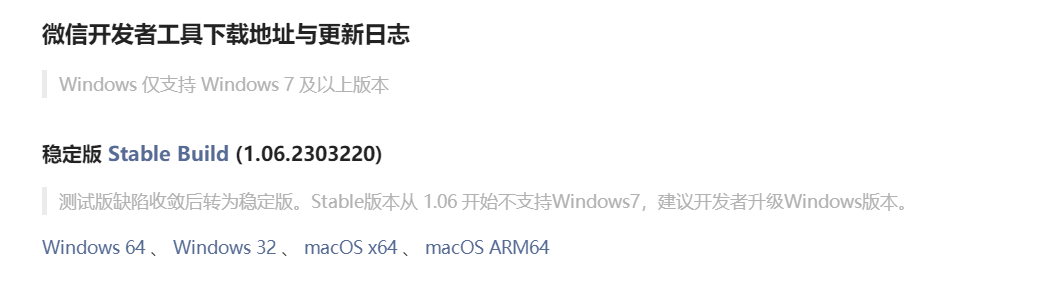 微信开发者工具下载地址与更新日志
Windows 仅支持 Windows 7 及以上版本
稳定版 Stable Build (1.06.2303220)
测试版缺陷收敛后转为稳定版。Stable版本从 1.06 开始不支持Windows7，建议开发者升级Windows版本。
Windows 64 、 Windows 32 、 macOS x64 、 macOS ARM64